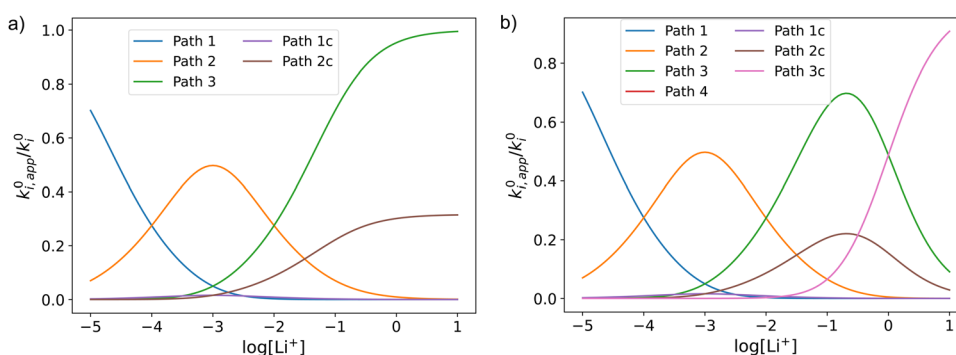 a)
Path 1
Path 2
Path 3
Path 1c
Path 2c
1.0
0.8
0.6
0.4
0.2
0.0
k⁰i,app/k⁰i
−5
−4
−3
−2
−1
0
1
log[Li⁺]
b)
Path 1
Path 2
Path 3
Path 4
Path 1c
Path 2c
Path 3c
1.0
0.8
0.6
0.4
0.2
0.0
k⁰i,app/k⁰i
−5
−4
−3
−2
−1
0
1
log[Li⁺]